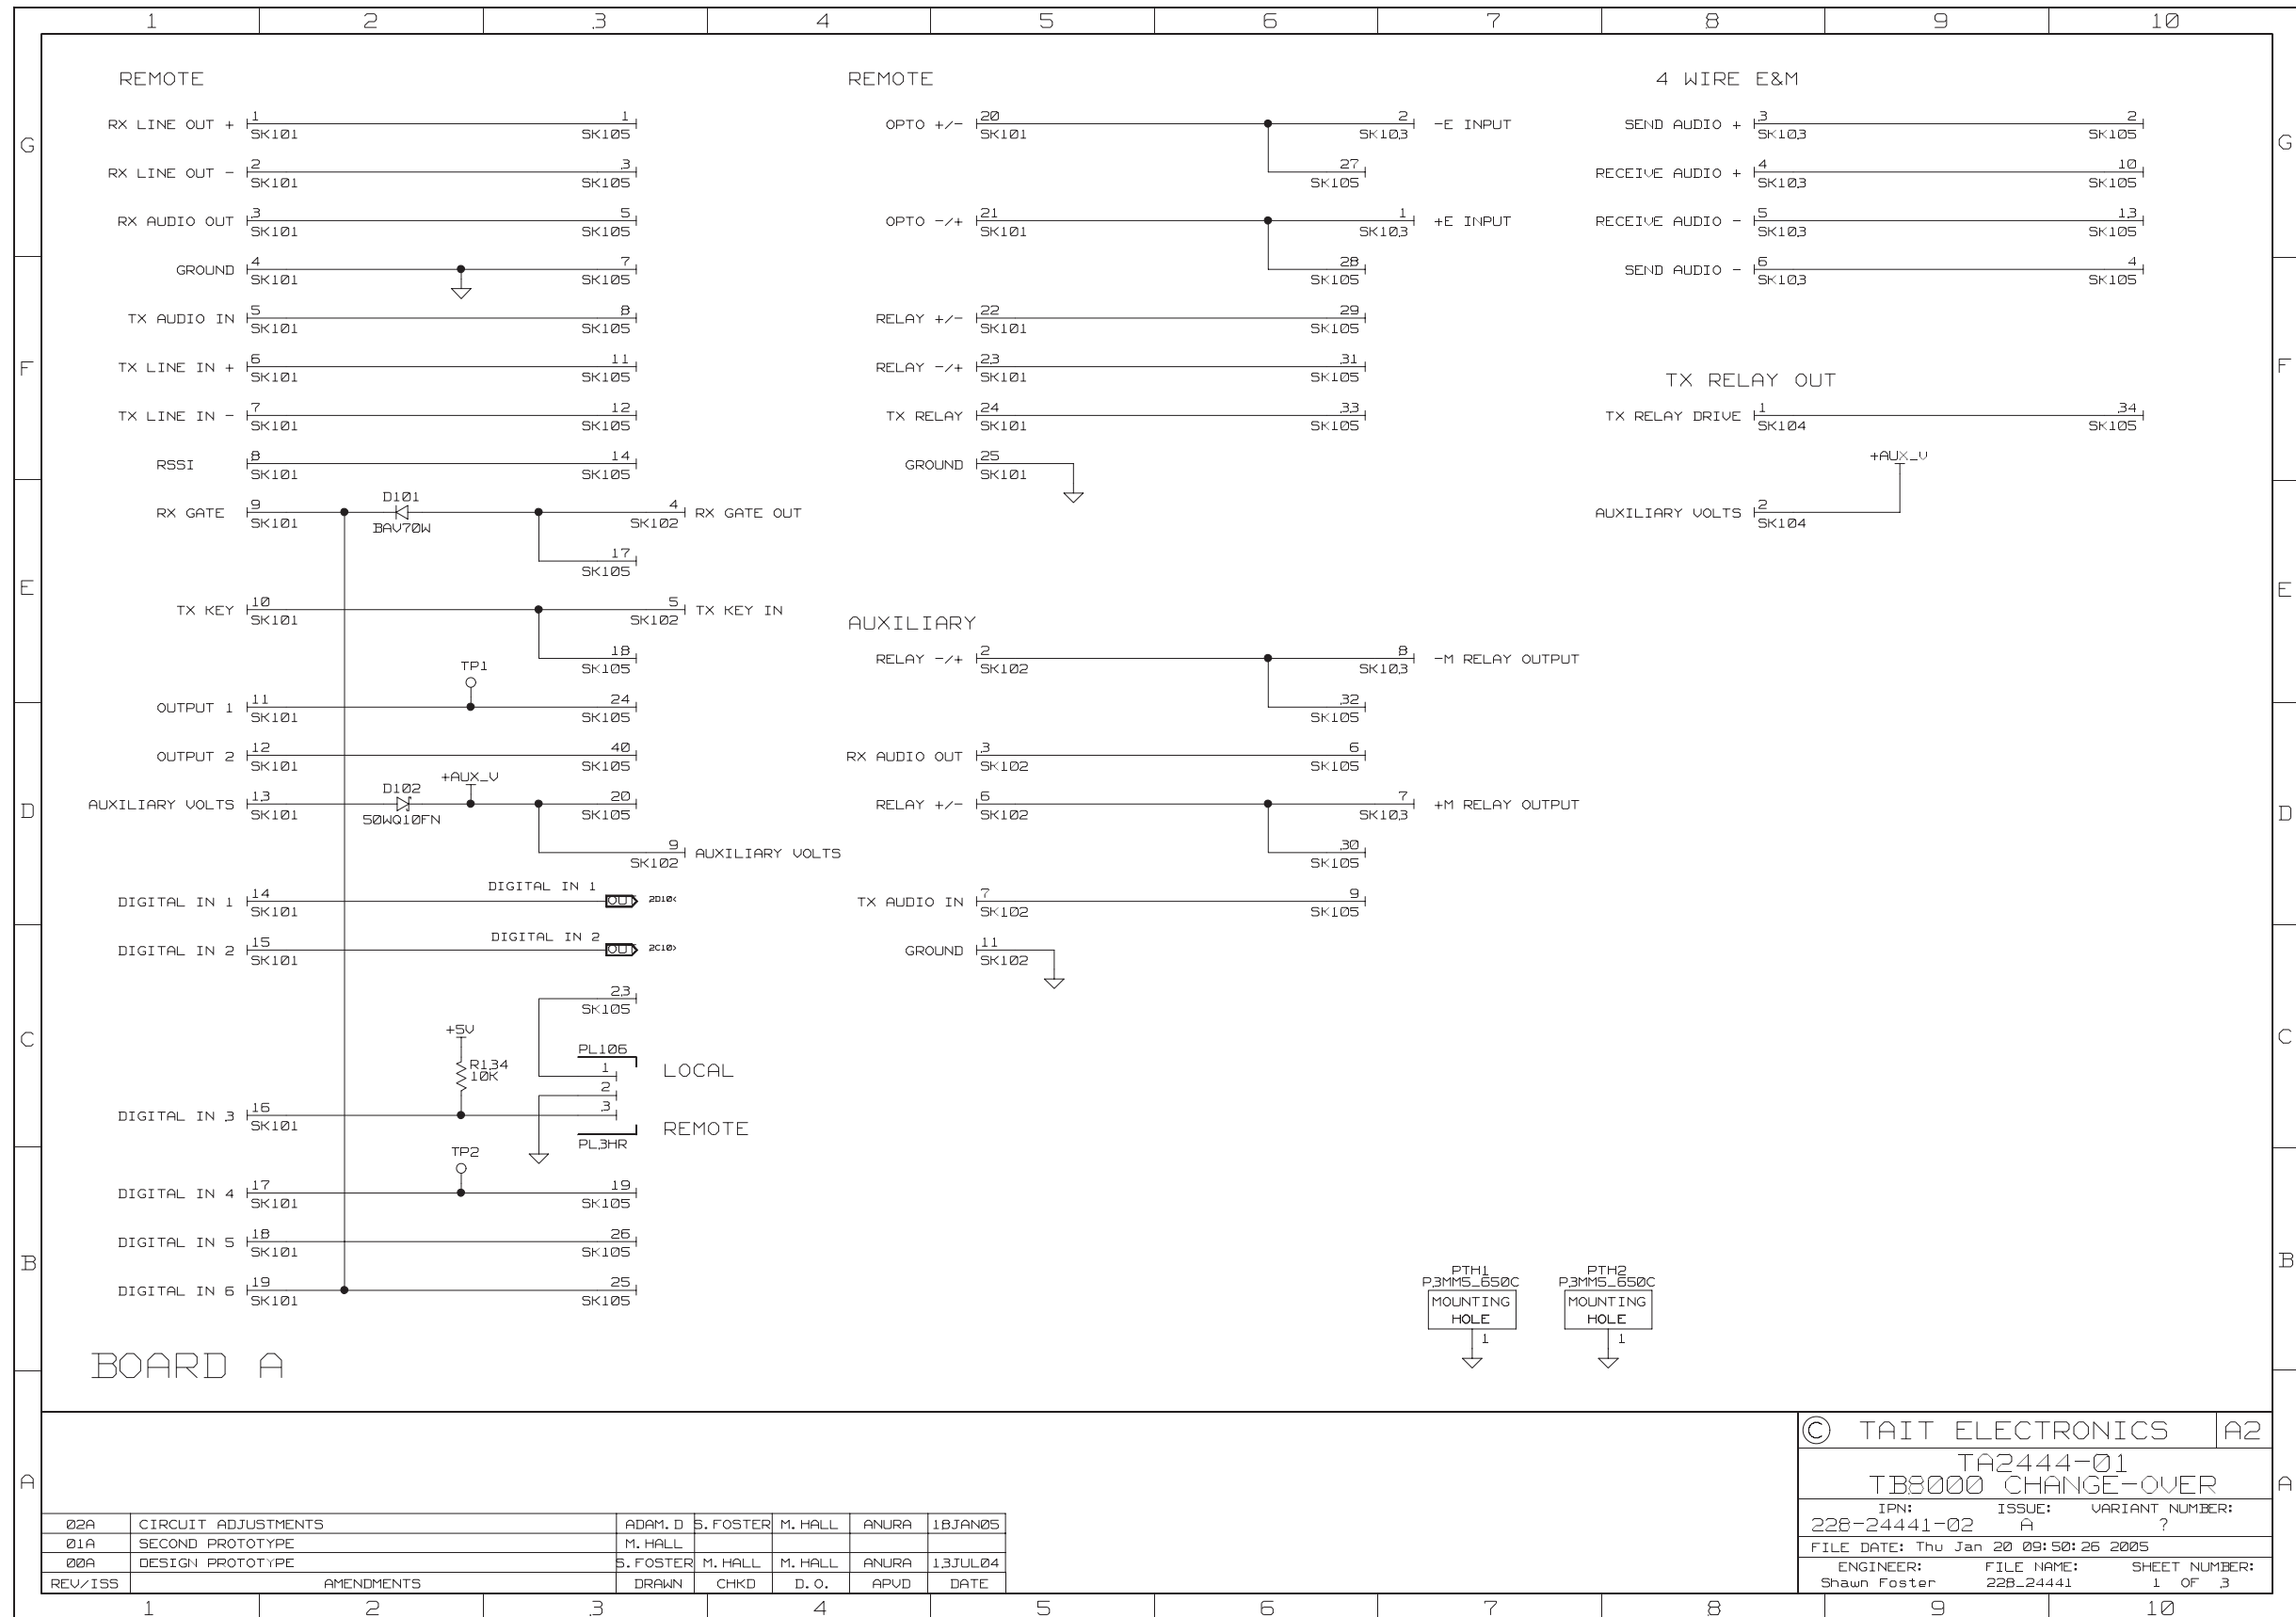 1 2 3 4 5 6 7 8 9 10
REMOTE
RX LINE OUT + 1 SK101 1 SK105
RX LINE OUT - 2 SK101 3 SK105
RX AUDIO OUT 3 SK101 5 SK105
GROUND 4 SK101 7 SK105
TX AUDIO IN 5 SK101 8 SK105
TX LINE IN + 6 SK101 11 SK105
TX LINE IN - 7 SK101 12 SK105
RSSI 8 SK101 14 SK105
RX GATE 9 SK101 D101 BAV70W 4 SK102 RX GATE OUT
17 SK105
TX KEY 10 SK101 5 SK102 TX KEY IN
18 SK105
TP1
OUTPUT 1 11 SK101 24 SK105
OUTPUT 2 12 SK101 40 SK105
AUXILIARY VOLTS 13 SK101 D102 50WQ10FN +AUX_V 20 SK105
9 SK102 AUXILIARY VOLTS
DIGITAL IN 1 14 SK101 DIGITAL IN 1 OUT 2D10<
DIGITAL IN 2 15 SK101 DIGITAL IN 2 OUT 2C10>
23 SK105
+5V
R134 10K
PL106
1 LOCAL
2
DIGITAL IN 3 16 SK101 3
REMOTE
PL3HR
TP2
DIGITAL IN 4 17 SK101 19 SK105
DIGITAL IN 5 18 SK101 26 SK105
DIGITAL IN 6 19 SK101 25 SK105
BOARD A
REMOTE
OPTO +/- 20 SK101 2 SK103 -E INPUT
27 SK105
OPTO -/+ 21 SK101 1 SK103 +E INPUT
28 SK105
RELAY +/- 22 SK101 29 SK105
RELAY -/+ 23 SK101 31 SK105
TX RELAY 24 SK101 33 SK105
GROUND 25 SK101
AUXILIARY
RELAY -/+ 2 SK102 8 SK103 -M RELAY OUTPUT
32 SK105
RX AUDIO OUT 3 SK102 6 SK105
RELAY +/- 6 SK102 7 SK103 +M RELAY OUTPUT
30 SK105
TX AUDIO IN 7 SK102 9 SK105
GROUND 11 SK102
4 WIRE E&M
SEND AUDIO + 3 SK103 2 SK105
RECEIVE AUDIO + 4 SK103 10 SK105
RECEIVE AUDIO - 5 SK103 13 SK105
SEND AUDIO - 6 SK103 4 SK105
TX RELAY OUT
TX RELAY DRIVE 1 SK104 34 SK105
+AUX_V
AUXILIARY VOLTS 2 SK104
PTH1 PTH2
P3MM5_650C P3MM5_650C
MOUNTING HOLE MOUNTING HOLE
1 1
G G
F F
E E
D D
C C
B B
A A
© TAIT ELECTRONICS A2
TA2444-01
TB8000 CHANGE-OVER
IPN: ISSUE: VARIANT NUMBER:
228-24441-02 A ?
FILE DATE: Thu Jan 20 09:50:26 2005
ENGINEER: FILE NAME: SHEET NUMBER:
Shawn Foster 228_24441 1 OF 3
02A CIRCUIT ADJUSTMENTS ADAM.D S.FOSTER M.HALL ANURA 18JAN05
01A SECOND PROTOTYPE M.HALL
00A DESIGN PROTOTYPE S.FOSTER M.HALL M.HALL ANURA 13JUL04
REV/ISS AMENDMENTS DRAWN CHKD D.O. APVD DATE
1 2 3 4 5 6 7 8 9 10